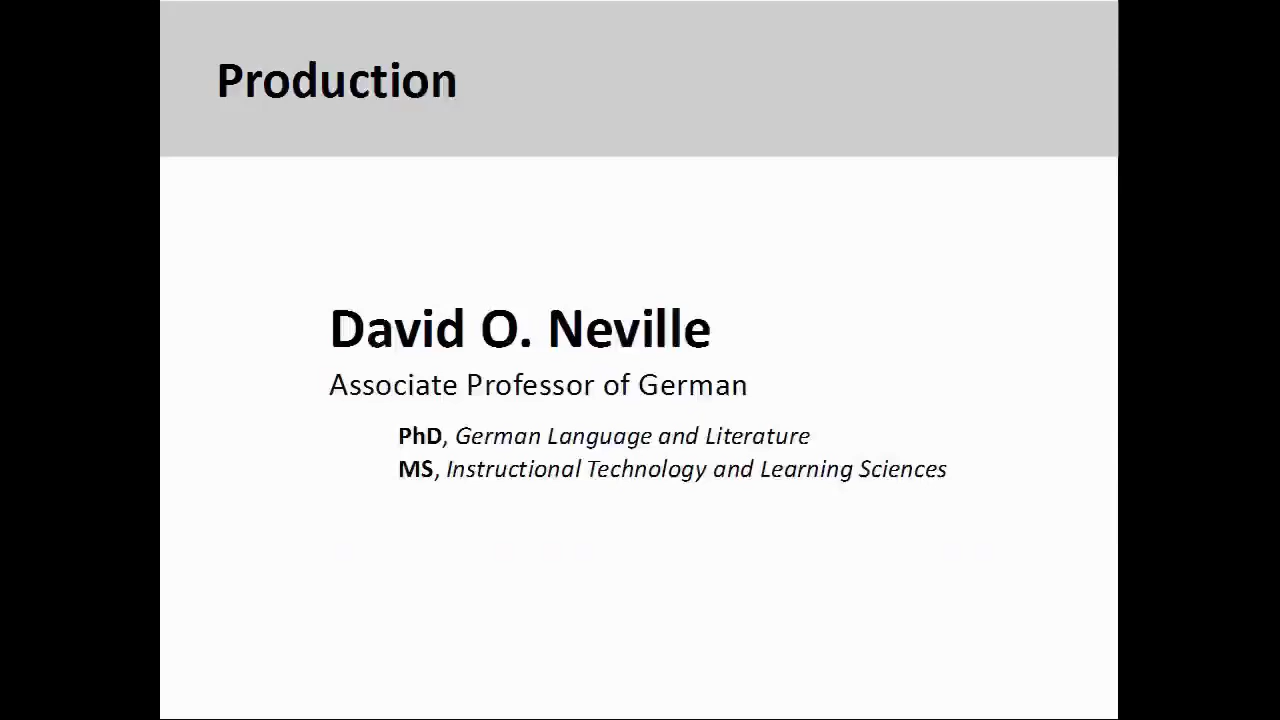 Production
David O. Neville
Associate Professor of German
PhD, German Language and Literature
MS, Instructional Technology and Learning Sciences